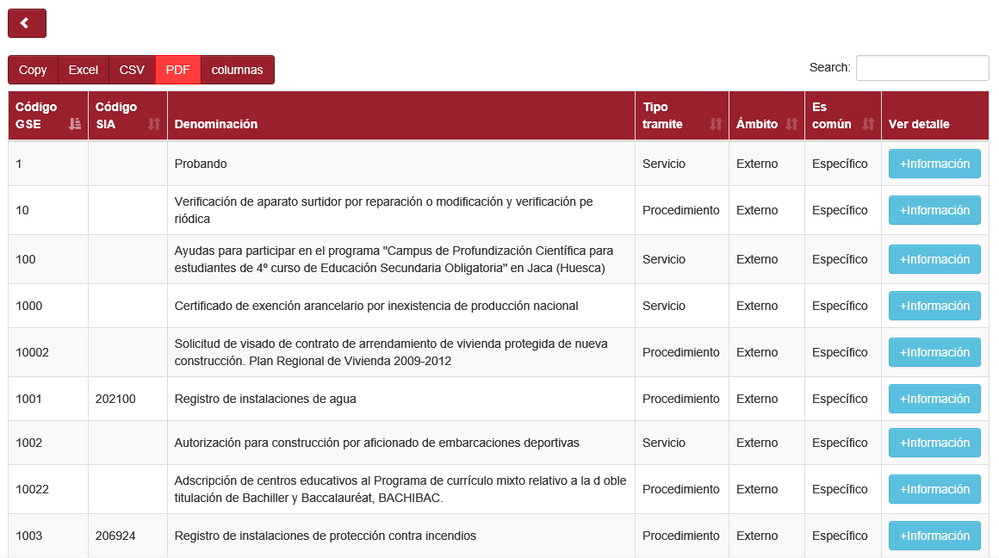 Copy Excel CSV PDF columnas Search:
Código GSE Código SIA Denominación Tipo tramite Ámbito Es común Ver detalle
1 Probando Servicio Externo Específico +Información
10 Verificación de aparato surtidor por reparación o modificación y verificación pe
riódica Procedimiento Externo Específico +Información
100 Ayudas para participar en el programa "Campus de Profundización Científica para
estudiantes de 4º curso de Educación Secundaria Obligatoria" en Jaca (Huesca) Servicio Externo Específico +Información
1000 Certificado de exención arancelario por inexistencia de producción nacional Servicio Externo Específico +Información
10002 Solicitud de visado de contrato de arrendamiento de vivienda protegida de nueva
construcción. Plan Regional de Vivienda 2009-2012 Procedimiento Externo Específico +Información
1001 202100 Registro de instalaciones de agua Procedimiento Externo Específico +Información
1002 Autorización para construcción por aficionado de embarcaciones deportivas Servicio Externo Específico +Información
10022 Adscripción de centros educativos al Programa de currículo mixto relativo a la d oble
titulación de Bachiller y Baccalauréat, BACHIBAC. Procedimiento Externo Específico +Información
1003 206924 Registro de instalaciones de protección contra incendios Procedimiento Externo Específico +Información